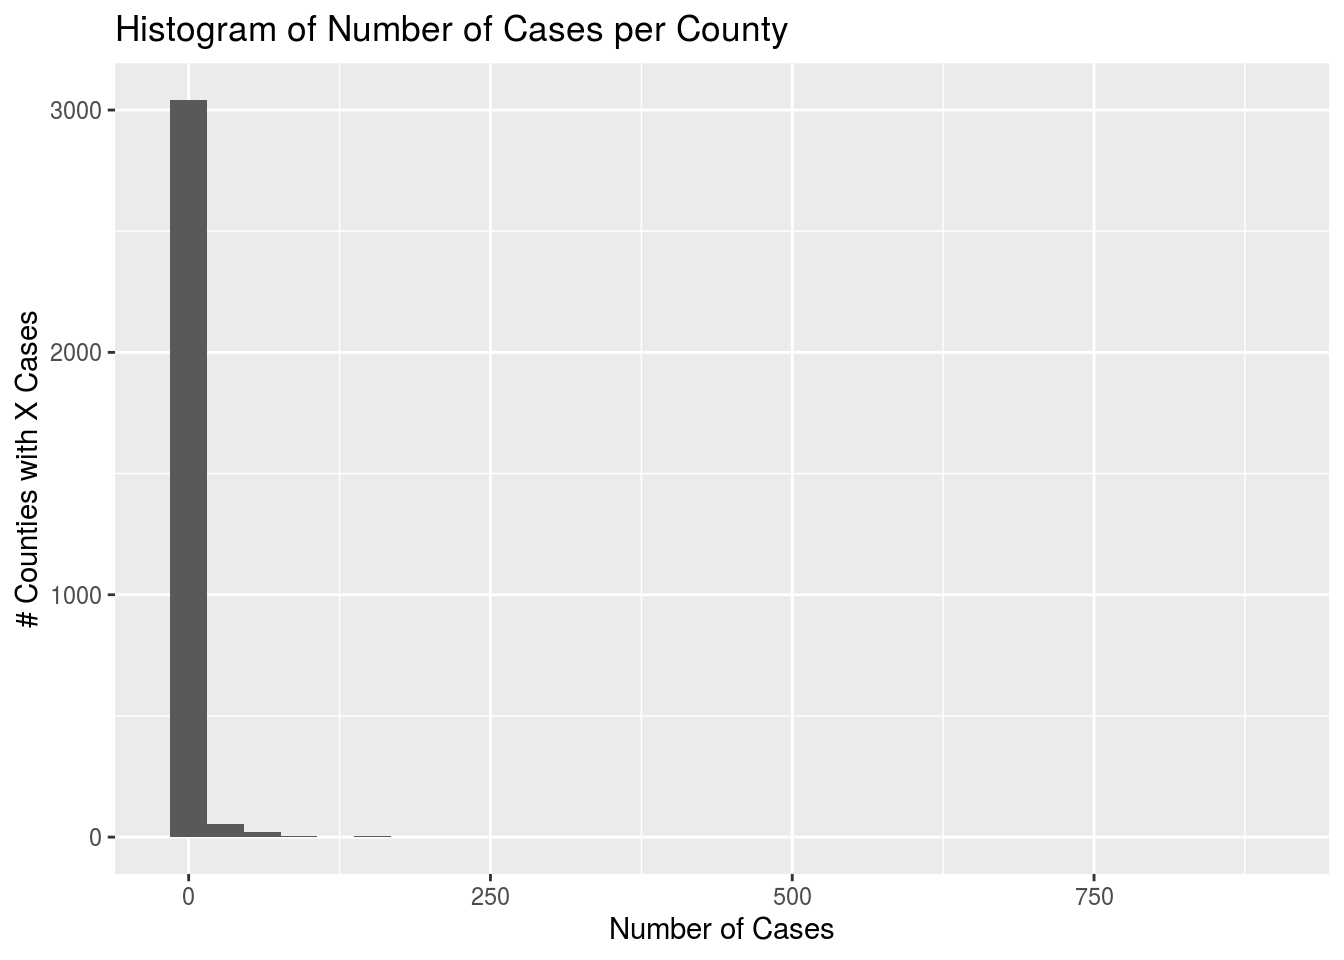 Histogram of Number of Cases per County
# Counties with X Cases
3000
2000
1000
0
0 250 500 750
Number of Cases